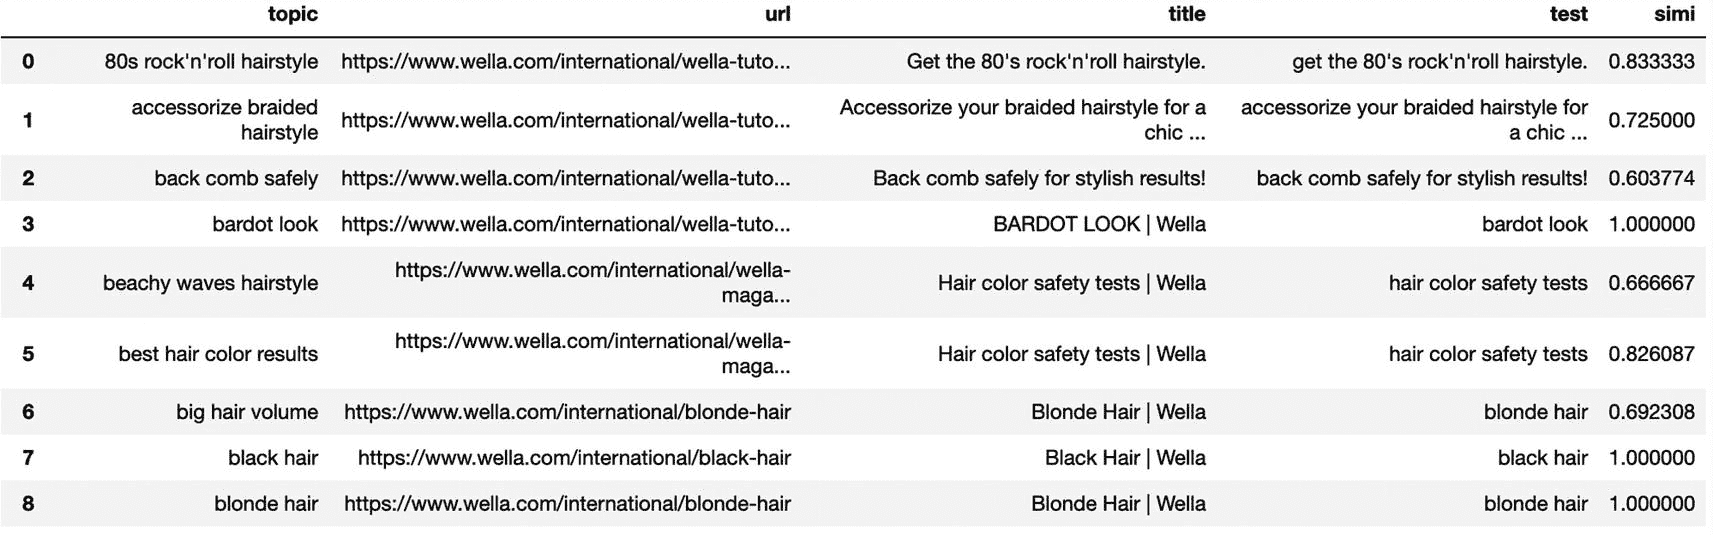 topic url title test simi
0 80s rock'n'roll hairstyle https://www.wella.com/international/wella-tuto... Get the 80's rock'n'roll hairstyle. get the 80's rock'n'roll hairstyle. 0.833333
1 accessorize braided hairstyle https://www.wella.com/international/wella-tuto... Accessorize your braided hairstyle for a chic ... accessorize your braided hairstyle for a chic ... 0.725000
2 back comb safely https://www.wella.com/international/wella-tuto... Back comb safely for stylish results! back comb safely for stylish results! 0.603774
3 bardot look https://www.wella.com/international/wella-tuto... BARDOT LOOK | Wella bardot look 1.000000
4 beachy waves hairstyle https://www.wella.com/international/wella-maga... Hair color safety tests | Wella hair color safety tests 0.666667
5 best hair color results https://www.wella.com/international/wella-maga... Hair color safety tests | Wella hair color safety tests 0.826087
6 big hair volume https://www.wella.com/international/blonde-hair Blonde Hair | Wella blonde hair 0.692308
7 black hair https://www.wella.com/international/black-hair Black Hair | Wella black hair 1.000000
8 blonde hair https://www.wella.com/international/blonde-hair Blonde Hair | Wella blonde hair 1.000000